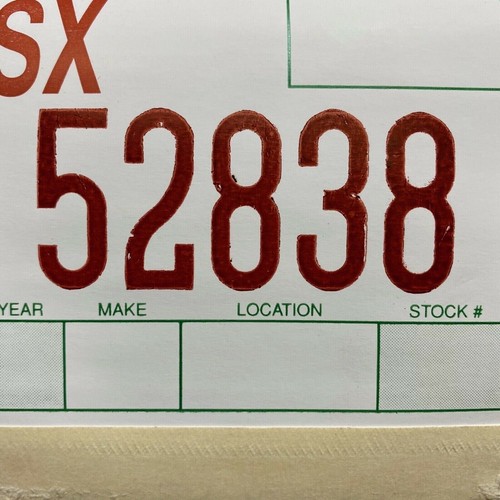 SX
52838
YEAR MAKE LOCATION STOCK #